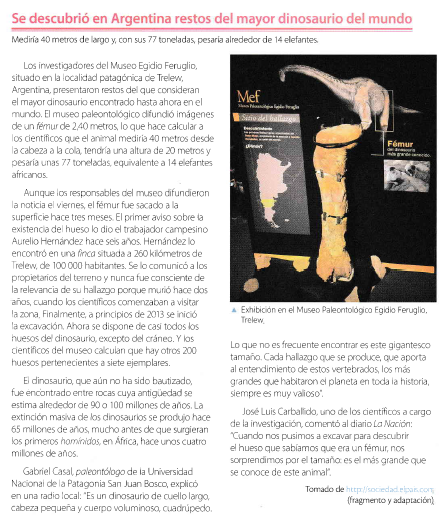 Se descubrió en Argentina restos del mayor dinosaurio del mundo
Mediría 40 metros de largo y, con sus 77 toneladas, pesaría alrededor de 14 elefantes.
Los investigadores del Museo Egidio Feruglio,
situado en la localidad patagónica de Trelew,
Argentina, presentaron restos del que consideran
el mayor dinosaurio encontrado hasta ahora en el
mundo. El museo paleontológico difundió imágenes
de un fémur de 2,40 metros, lo que hace calcular a
los científicos que el animal mediría 40 metros desde
la cabeza a la cola, tendría una altura de 20 metros y
pesaría unas 77 toneladas, equivalente a 14 elefantes
africanos.
Aunque los responsables del museo difundieron
la noticia el viernes, el fémur fue sacado a la
superficie hace tres meses. El primer aviso sobre la
existencia del hueso lo dio el trabajador campesino
Aurelio Hernández hace seis años. Hernández lo
encontró en una finca situada a 260 kilómetros de
Trelew, de 100 000 habitantes. Se lo comunicó a los
propietarios del terreno y nunca fue consciente de
la relevancia de su hallazgo porque murió hace dos
años, cuando los científicos comenzaban a visitar
la zona. Finalmente, a principios de 2013 se inició
la excavación. Ahora se dispone de casi todos los
huesos del dinosaurio, excepto del cráneo. Y los
científicos del museo calculan que hay otros 200
huesos pertenecientes a siete ejemplares.
El dinosaurio, que aún no ha sido bautizado,
fue encontrado entre rocas cuya antigüedad se
estima alrededor de 90 o 100 millones de años. La
extinción masiva de los dinosaurios se produjo hace
65 millones de años, mucho antes de que surgieran
los primeros homínidos, en África, hace unos cuatro
millones de años.
Gabriel Casal, paleontólogo de la Universidad
Nacional de la Patagonia San Juan Bosco, explicó
en una radio local: "Es un dinosaurio de cuello largo,
cabeza pequeña y cuerpo voluminoso, cuadrúpedo.
Mef
Museo Paleontológico Egidio Feruglio
Sitio del hallazgo
Descubrimiento
Fémur
del dinosaurio
más grande conocido.
Exhibición en el Museo Paleontológico Egidio Feruglio,
Trelew.
Lo que no es frecuente encontrar es este gigantesco
tamaño. Cada hallazgo que se produce, que aporta
al entendimiento de estos vertebrados, los más
grandes que habitaron el planeta en toda la historia,
siempre es muy valioso".
José Luis Carballido, uno de los científicos a cargo
de la investigación, comentó al diario La Nación:
"Cuando nos pusimos a excavar para descubrir
el hueso que sabíamos que era un fémur, nos
sorprendimos por el tamaño: es el más grande que
se conoce de este animal".
Tomado de http://sociedad.elpais.com
(fragmento y adaptación)